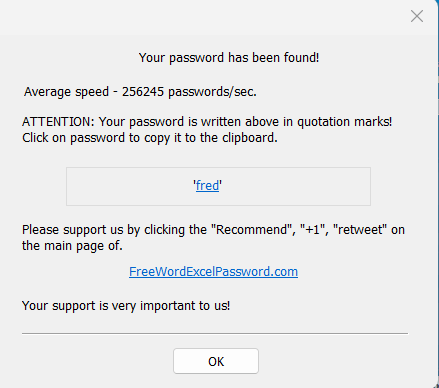 Your password has been found!
Average speed - 256245 passwords/sec.
ATTENTION: Your password is written above in quotation marks!
Click on password to copy it to the clipboard.
'fred'
Please support us by clicking the "Recommend", "+1", "retweet" on
the main page of.
FreeWordExcelPassword.com
Your support is very important to us!
OK